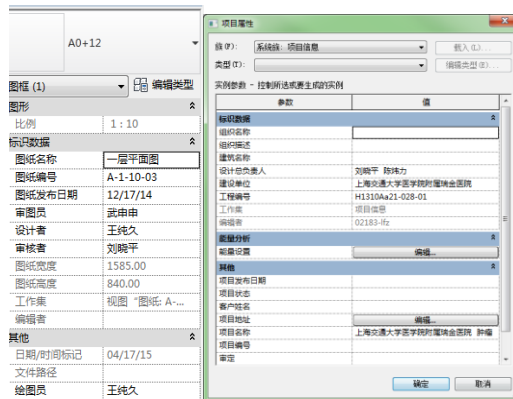 A0+12
图框 (1)
编辑类型
图形
比例 1 : 10
标识数据
图纸名称 一层平面图
图纸编号 A-1-10-03
图纸发布日期 12/17/14
审图员 武申申
设计者 王纯久
审核者 刘晓平
图纸宽度 1585.00
图纸高度 840.00
工作集 视图 "图纸: A-...
编辑者
其他
日期/时间标记 04/17/15
文件路径
绘图员 王纯久
项目属性
族(F): 系统族: 项目信息 载入(L)...
类型(T): 编辑类型(E)...
实例参数 - 控制所选或要生成的实例
参数 值
标识数据
组织名称
组织描述
建筑名称
设计总负责人 刘晓平 陈炜力
建设单位 上海交通大学医学院附属瑞金医院
工程编号 H1310Aa21-028-01
工作集 项目信息
编辑者 02183-lfz
能量分析
能量设置 编辑...
其他
项目发布日期
项目状态
客户姓名
项目地址 编辑...
项目名称 上海交通大学医学院附属瑞金医院 肿瘤
项目编号
审定
确定 取消